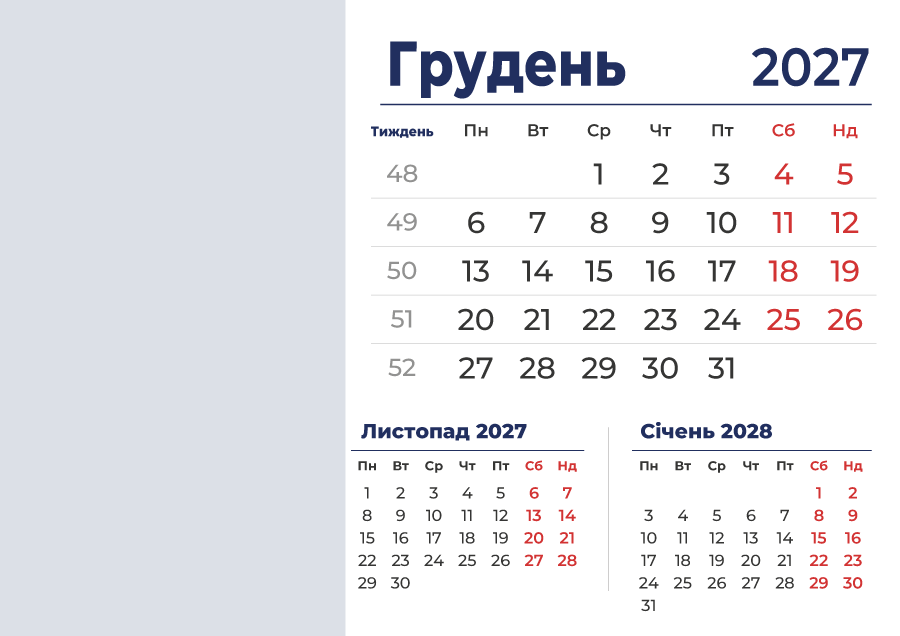 Грудень 2027
Тиждень Пн Вт Ср Чт Пт Сб Нд
48 1 2 3 4 5
49 6 7 8 9 10 11 12
50 13 14 15 16 17 18 19
51 20 21 22 23 24 25 26
52 27 28 29 30 31
Листопад 2027
Пн Вт Ср Чт Пт Сб Нд
1 2 3 4 5 6 7
8 9 10 11 12 13 14
15 16 17 18 19 20 21
22 23 24 25 26 27 28
29 30
Січень 2028
Пн Вт Ср Чт Пт Сб Нд
1 2
3 4 5 6 7 8 9
10 11 12 13 14 15 16
17 18 19 20 21 22 23
24 25 26 27 28 29 30
31